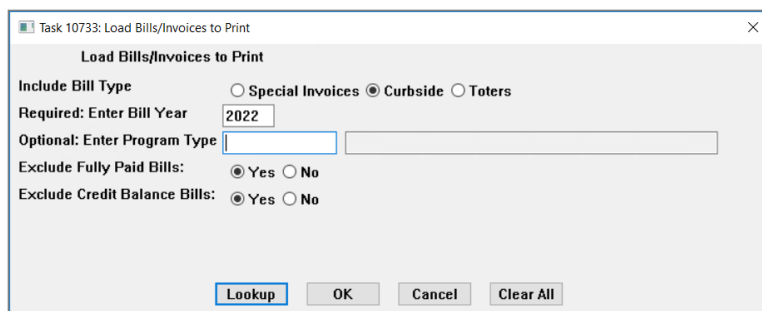 Task 10733: Load Bills/Invoices to Print
Load Bills/Invoices to Print
Include Bill Type Special Invoices Curbside Toters
Required: Enter Bill Year 2022
Optional: Enter Program Type
Exclude Fully Paid Bills: Yes No
Exclude Credit Balance Bills: Yes No
Lookup OK Cancel Clear All